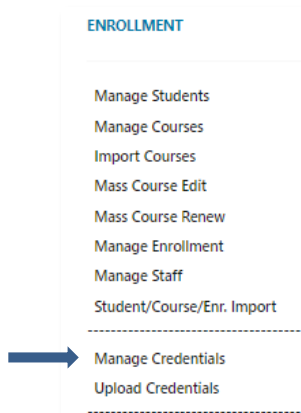 ENROLLMENT
Manage Students
Manage Courses
Import Courses
Mass Course Edit
Mass Course Renew
Manage Enrollment
Manage Staff
Student/Course/Enr. Import
Manage Credentials
Upload Credentials